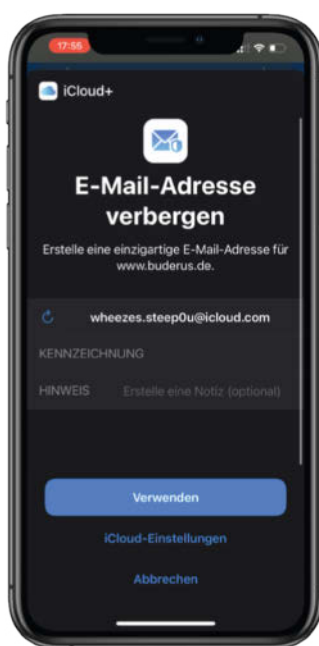 17:55
iCloud+
E-Mail-Adresse
verbergen
Erstelle eine einzigartige E-Mail-Adresse für
www.buderus.de.
wheezes.steep0u@icloud.com
KENNZEICHNUNG
HINWEIS Erstelle eine Notiz (optional)
Verwenden
iCloud-Einstellungen
Abbrechen